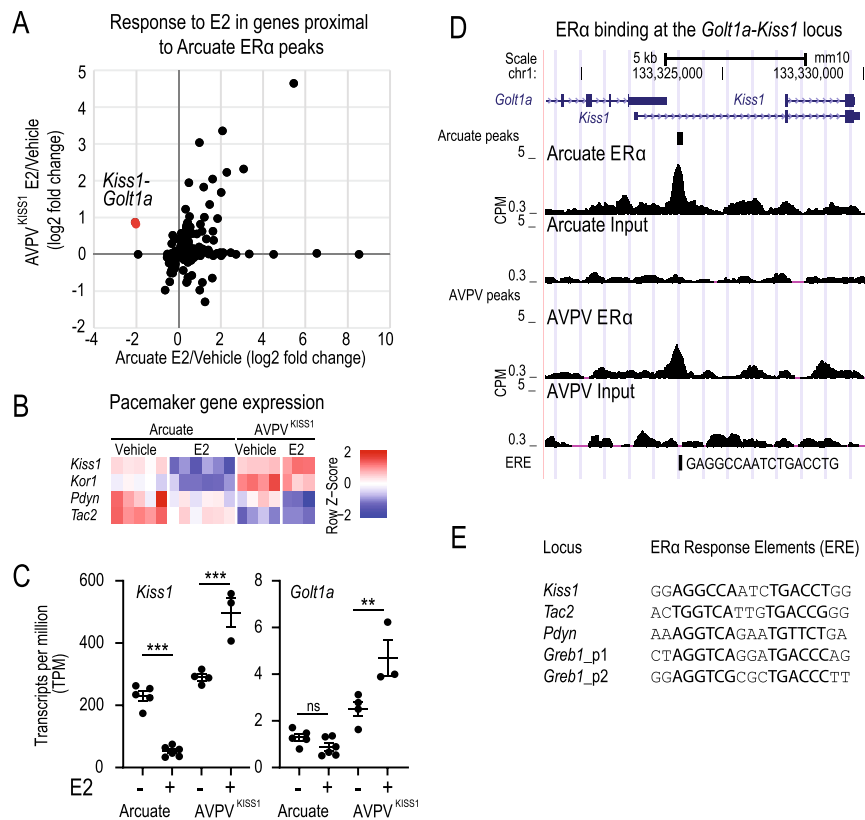 A
Response to E2 in genes proximal
to Arcuate ERα peaks
5
4
3
2
1
0
-1
-2
Kiss1-
Golt1a
AVPV KISS1 E2/Vehicle
(log2 fold change)
-4 -2 0 2 4 6 8 10
Arcuate E2/Vehicle (log2 fold change)
B
Pacemaker gene expression
Arcuate AVPV KISS1
Vehicle E2 Vehicle E2
Kiss1
Kor1
Pdyn
Tac2
2
1
0
1
2
Row Z-Score
C
Kiss1
600
400
200
0
Transcripts per million
(TPM)
***
***
Golt1a
8
6
4
2
0
ns
**
E2 - + - + - + - +
Arcuate AVPV KISS1 Arcuate AVPV KISS1
D
ERα binding at the Golt1a-Kiss1 locus
Scale 5 kb mm10
chr1: 133,325,000 133,330,000
Golt1a Kiss1
Kiss1
Arcuate peaks
5
Arcuate ERα
CPM
0.3
Arcuate Input
0.3
AVPV peaks
5
AVPV ERα
CPM
0.3
5
AVPV Input
0.3
ERE GAGGCCAATCTGACCTG
E
Locus ERα Response Elements (ERE)
Kiss1 GGAGGCCAATCTGACCTGG
Tac2 ACTGGTCATTGTGACCGGG
Pdyn AAAGGTCAGAATGTTCTGA
Greb1_p1 CTAGGTCAGGATGACCCAG
Greb1_p2 GGAGGTCGCGCTGACCCTT